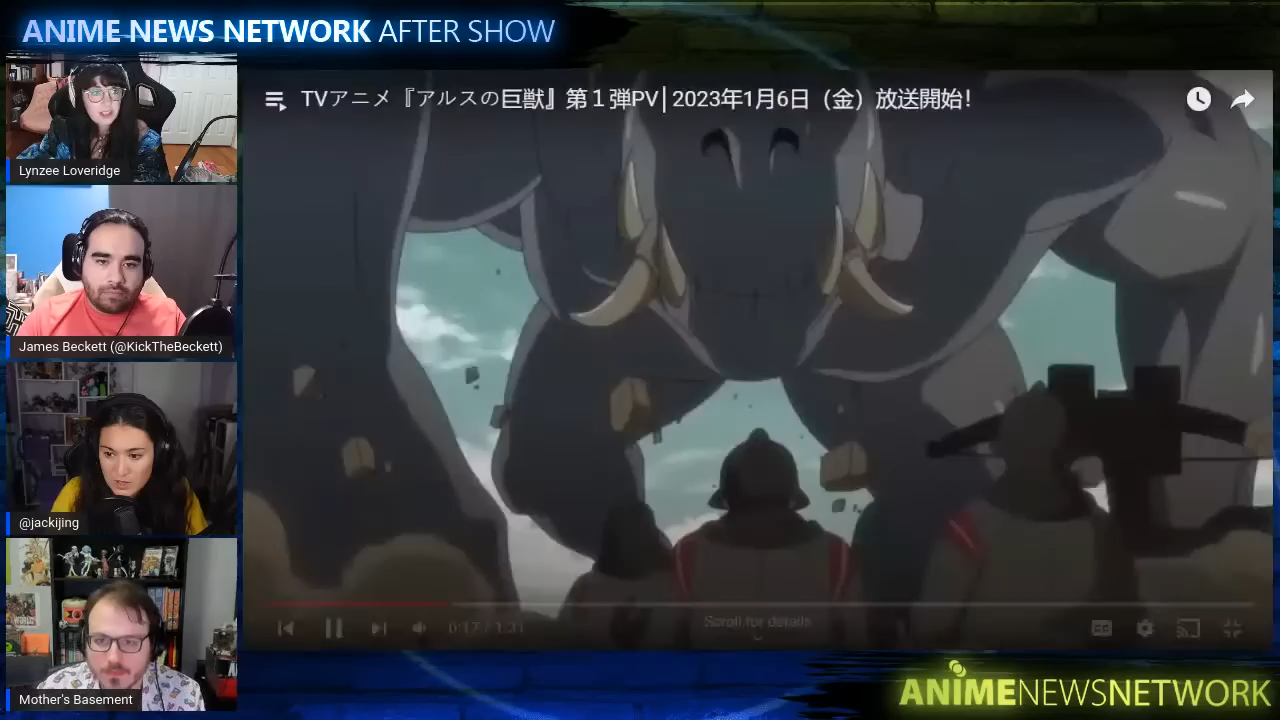 ANIME NEWS NETWORK AFTER SHOW
TVアニメ『アルスの巨獣』第１弾PV│2023年1月6日（金）放送開始！
Lynzee Loveridge
James Beckett (@KickTheBeckett)
@jackijing
Mother's Basement
0:17 / 1:31
Scroll for details
CC
ANIMENEWSNETWORK